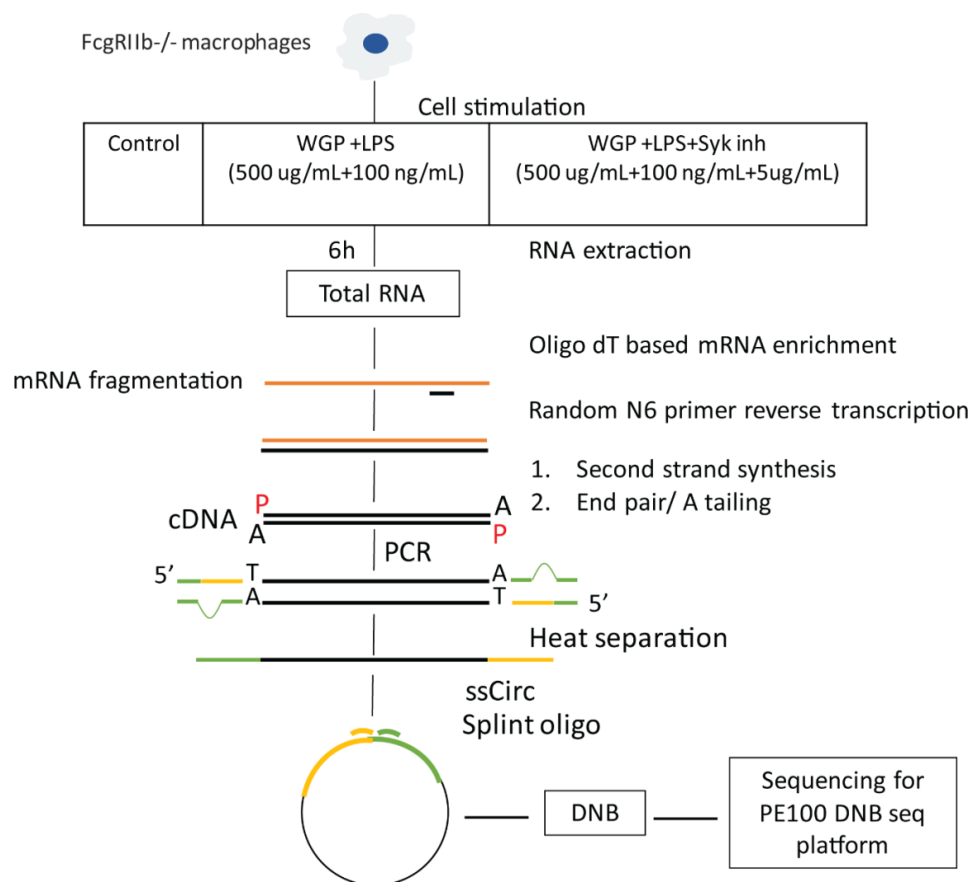 FcgRIIb-/- macrophages
Cell stimulation
Control
WGP +LPS
(500 ug/mL+100 ng/mL)
WGP +LPS+Syk inh
(500 ug/mL+100 ng/mL+5ug/mL)
6h
RNA extraction
Total RNA
Oligo dT based mRNA enrichment
mRNA fragmentation
Random N6 primer reverse transcription
1. Second strand synthesis
2. End pair/ A tailing
P
A
cDNA
A
P
PCR
5’
T
A
A
T
5’
Heat separation
ssCirc
Splint oligo
DNB
Sequencing for
PE100 DNB seq
platform